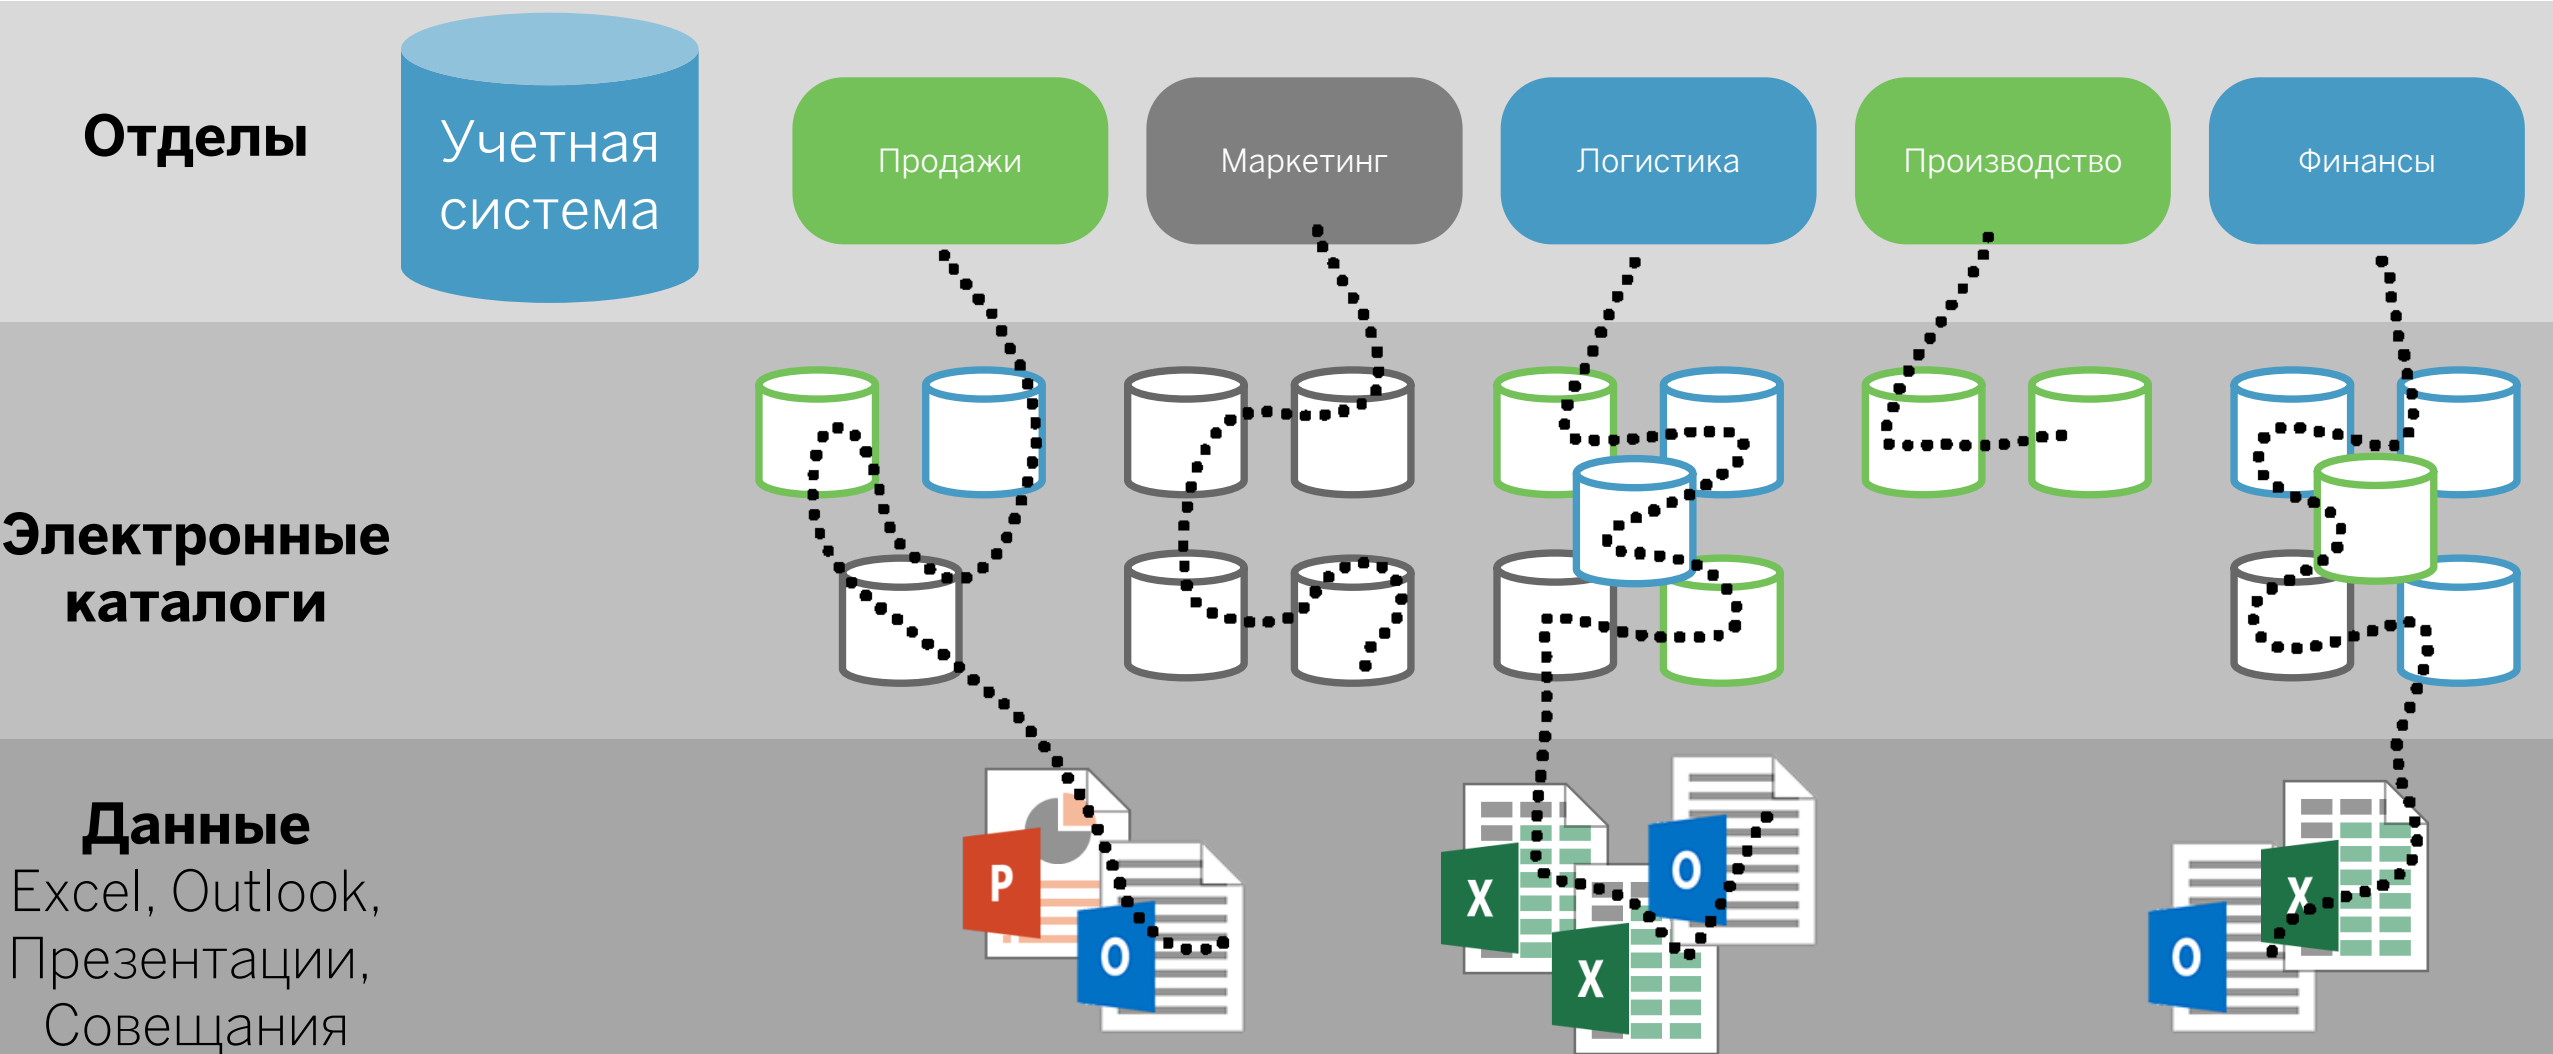 Отделы
Учетная
система
Продажи
Маркетинг
Логистика
Производство
Финансы
Электронные
каталоги
Данные
Excel, Outlook,
Презентации,
Совещания
P
O
X
X
O
O
X